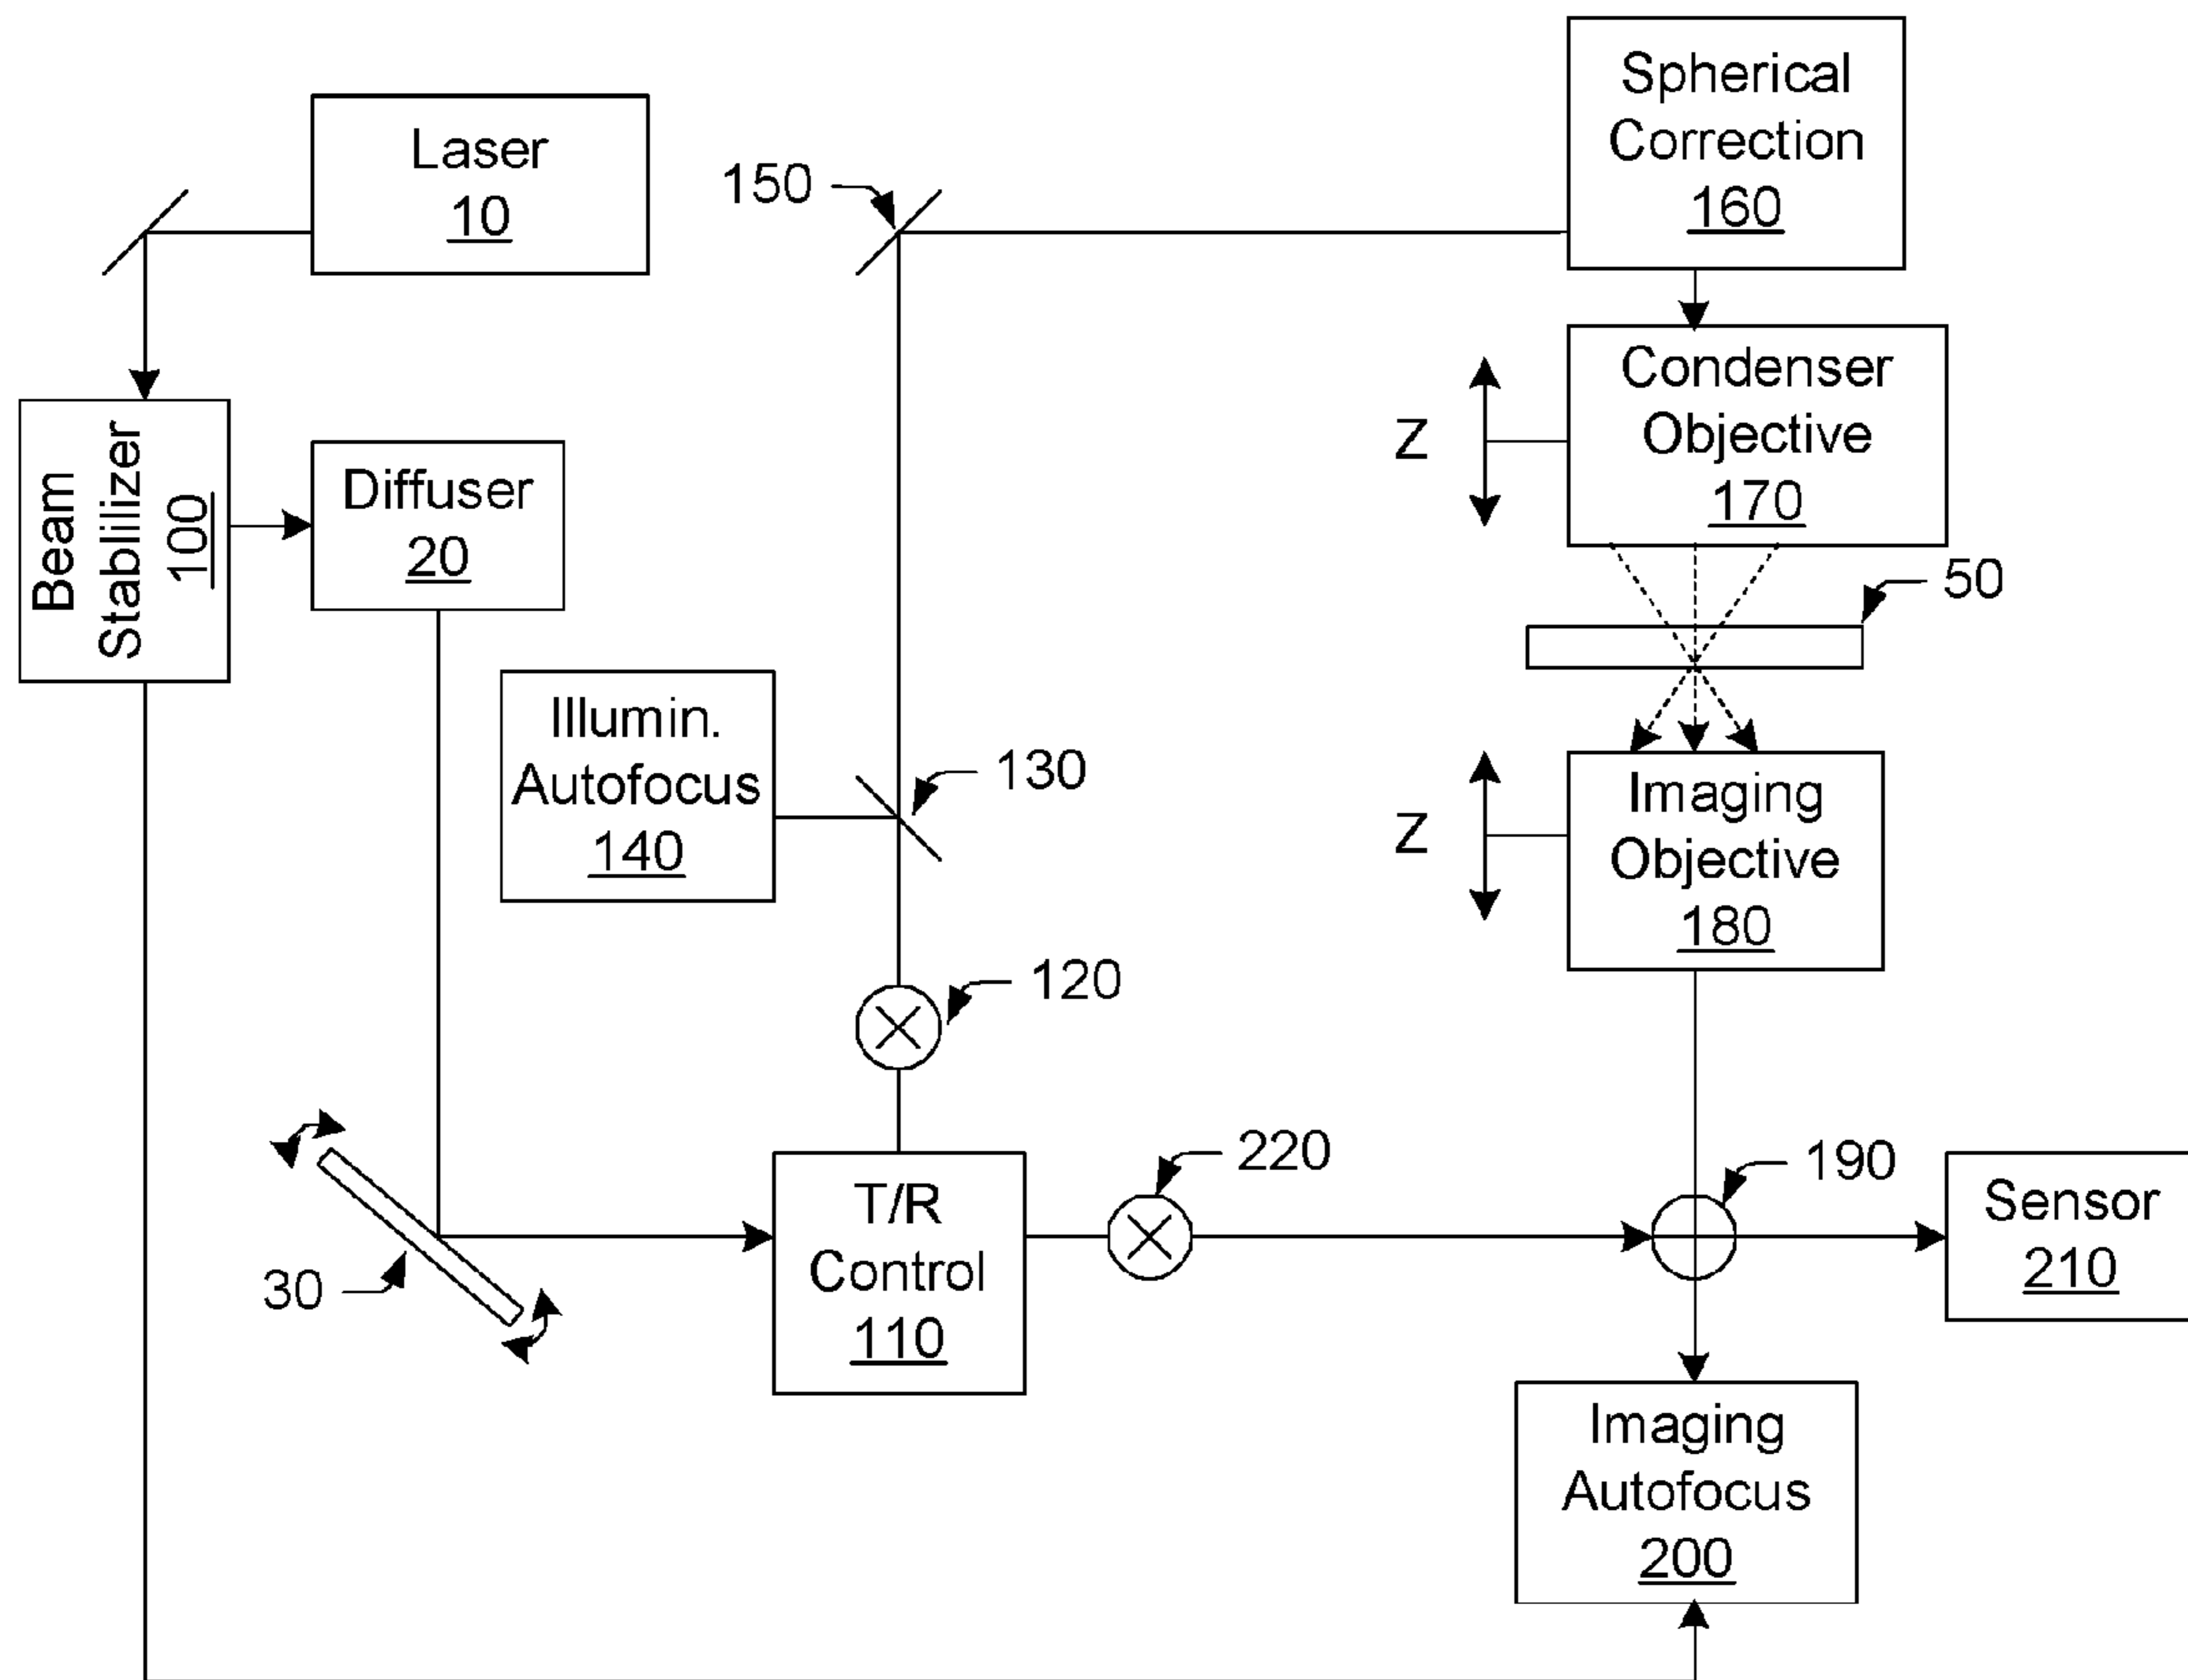 Laser
10
150
Spherical
Correction
160
Z
Condenser
Objective
170
Beam
Stablilizer
100
Diffuser
20
50
Illumin.
Autofocus
140
130
Z
Imaging
Objective
180
120
30
T/R
Control
110
220
190
Sensor
210
Imaging
Autofocus
200